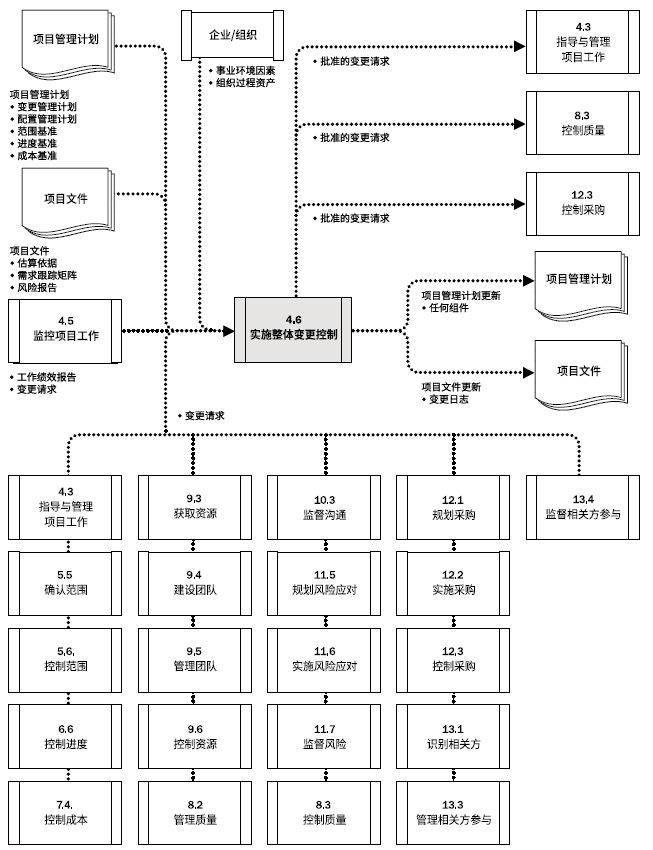 项目管理计划
企业/组织
4.3
指导与管理
项目工作
• 事业环境因素
• 组织过程资产
• 批准的变更请求
项目管理计划
• 变更管理计划
• 配置管理计划
• 范围基准
• 进度基准
• 成本基准
8,3
控制质量
• 批准的变更请求
项目文件
12.3
控制采购
• 批准的变更请求
项目文件
• 估算依据
• 需求跟踪矩阵
• 风险报告
项目管理计划
项目管理计划更新
• 任何组件
4.5
监控项目工作
4,6
实施整体变更控制
项目文件
• 工作绩效报告
• 变更请求
项目文件更新
• 变更日志
• 变更请求
4,3
指导与管理
项目工作
9,3
获取资源
10.3
监督沟通
12.1
规划采购
13,4
监督相关方参与
5.5
确认范围
9.4
建设团队
11.5
规划风险应对
12.2
实施采购
5,6,
控制范围
9,5
管理团队
11,6
实施风险应对
12,3
控制采购
6.6
控制进度
9.6
控制资源
11.7
监督风险
13.1
识别相关方
7.4.
控制成本
8.2
管理质量
8.3
控制质量
13.3
管理相关方参与